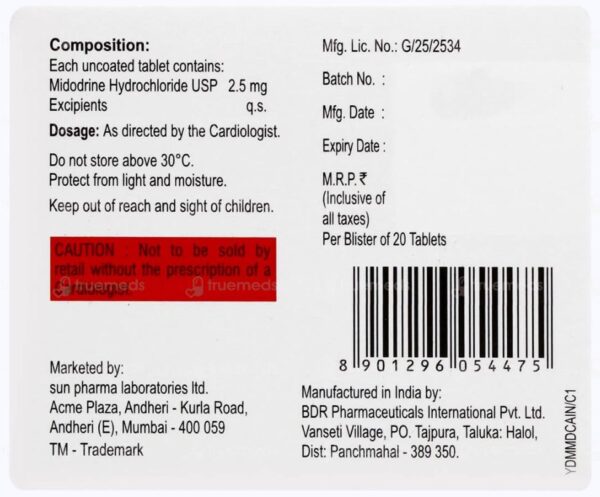 Composition:
Each uncoated tablet contains:
Midodrine Hydrochloride USP 2.5 mg
Excipients q.s.
Dosage: As directed by the Cardiologist.
Do not store above 30°C.
Protect from light and moisture.
Keep out of reach and sight of children.
CAUTION : Not to be sold by
retail without the prescription of a
truemeds truemeds truemeds
Marketed by:
sun pharma laboratories ltd.
Acme Plaza, Andheri - Kurla Road,
Andheri (E), Mumbai - 400 059
TM - Trademark
Mfg. Lic. No.: G/25/2534
Batch No. :
Mfg. Date :
Expiry Date :
M.R.P. ₹
(Inclusive of
all taxes)
Per Blister of 20 Tablets
8 901296 054475
Manufactured in India by:
BDR Pharmaceuticals International Pvt. Ltd.
Vanseti Village, PO. Tajpura, Taluka: Halol,
Dist: Panchmahal - 389 350.
YDMMDCAIN/C1